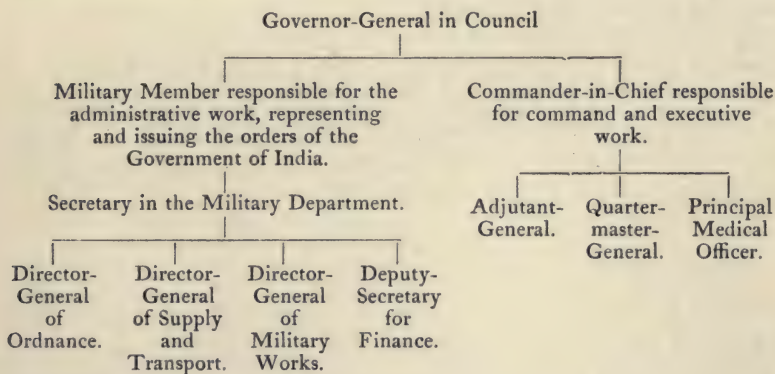 Governor-General in Council
Military Member responsible for the
administrative work, representing
and issuing the orders of the
Government of India.
Commander-in-Chief responsible
for command and executive
work.
Secretary in the Military Department.
Adjutant-
General.
Quarter-
master-
General.
Principal
Medical
Officer.
Director-
General
of
Ordnance.
Director-
General
of Supply
and
Transport.
Director-
General
of
Military
Works.
Deputy-
Secretary
for
Finance.